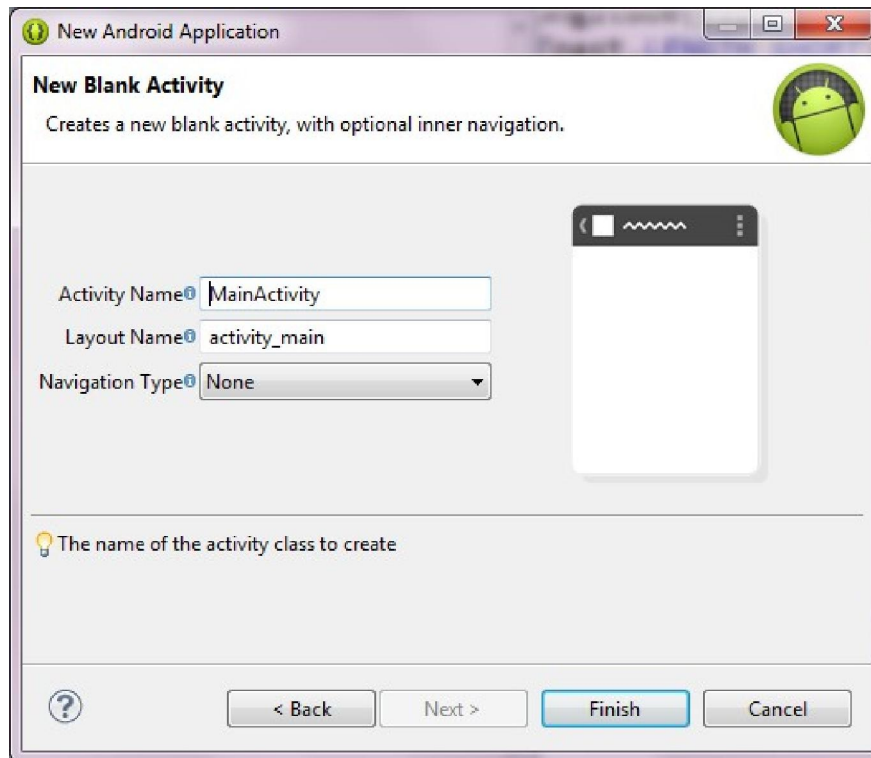 New Android Application
New Blank Activity
Creates a new blank activity, with optional inner navigation.
Activity Name MainActivity
Layout Name activity_main
Navigation Type None
The name of the activity class to create
? < Back Next > Finish Cancel